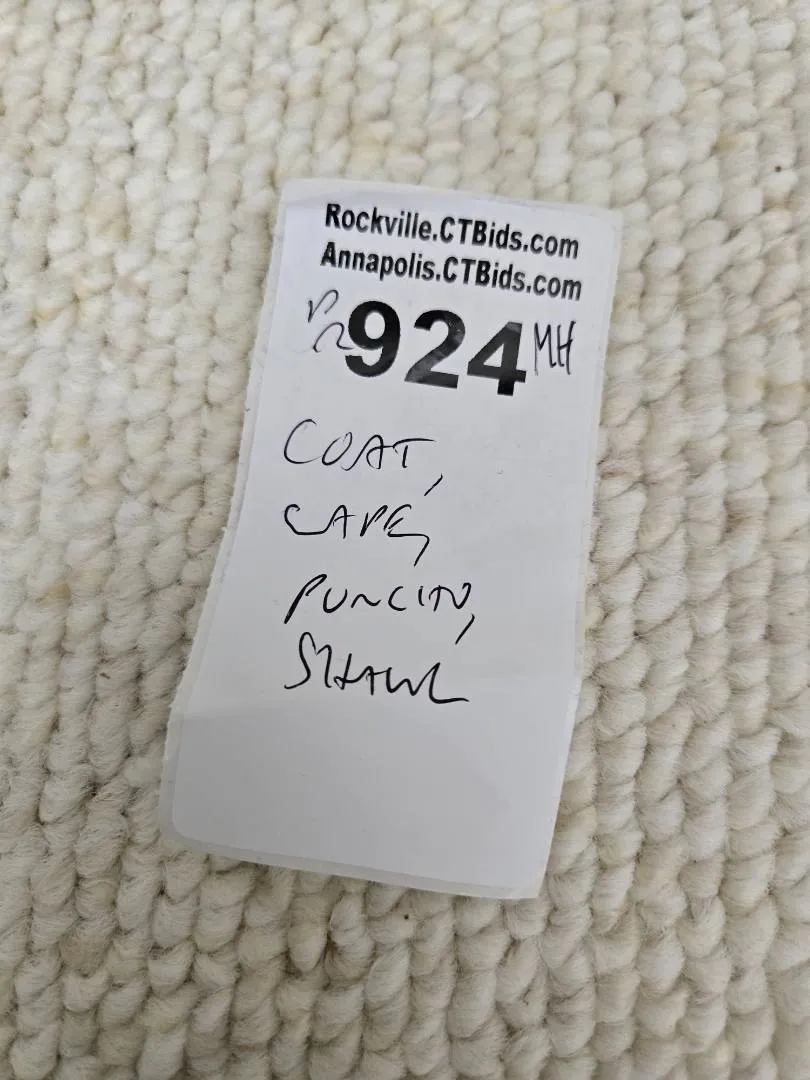 Rockville.CTBids.com
Annapolis.CTBids.com
924 MH
COAT,
CAPE,
PONCHO,
SHAWL